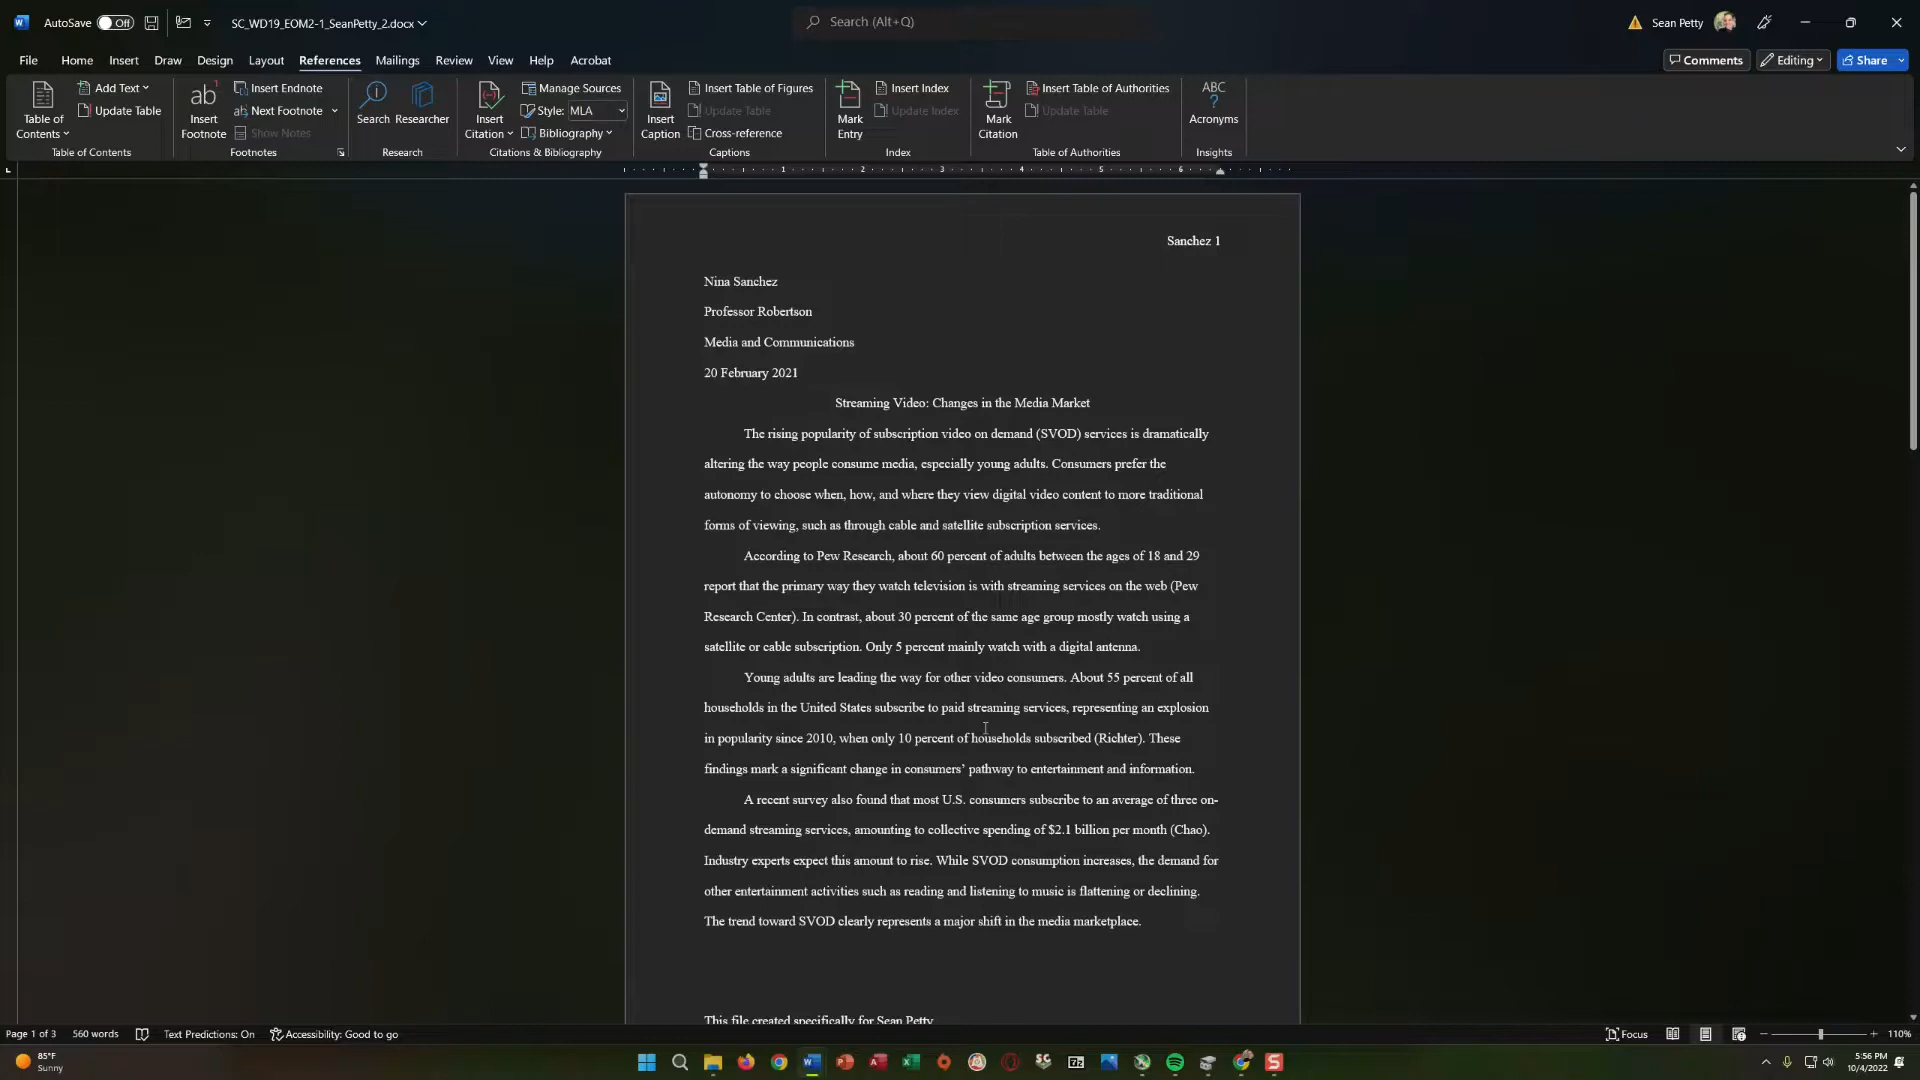 AutoSave Off SC_WD19_EOM2-1_SeanPetty_2.docx Search (Alt+Q) Sean Petty
File Home Insert Draw Design Layout References Mailings Review View Help Acrobat Comments Editing Share
Table of Contents
Add Text
Update Table
Table of Contents
ab
Insert Footnote
Insert Endnote
Next Footnote
Show Notes
Footnotes
Search
Researcher
Research
Insert Citation
Manage Sources
Style: MLA
Bibliography
Citations & Bibliography
Insert Caption
Insert Table of Figures
Update Table
Cross-reference
Captions
Mark Entry
Insert Index
Update Index
Index
Mark Citation
Insert Table of Authorities
Update Table
Table of Authorities
ABC
?
Acronyms
Insights
1 2 3 4 5 6
Sanchez 1
Nina Sanchez
Professor Robertson
Media and Communications
20 February 2021
Streaming Video: Changes in the Media Market
The rising popularity of subscription video on demand (SVOD) services is dramatically
altering the way people consume media, especially young adults. Consumers prefer the
autonomy to choose when, how, and where they view digital video content to more traditional
forms of viewing, such as through cable and satellite subscription services.
According to Pew Research, about 60 percent of adults between the ages of 18 and 29
report that the primary way they watch television is with streaming services on the web (Pew
Research Center). In contrast, about 30 percent of the same age group mostly watch using a
satellite or cable subscription. Only 5 percent mainly watch with a digital antenna.
Young adults are leading the way for other video consumers. About 55 percent of all
households in the United States subscribe to paid streaming services, representing an explosion
in popularity since 2010, when only 10 percent of households subscribed (Richter). These
findings mark a significant change in consumers’ pathway to entertainment and information.
A recent survey also found that most U.S. consumers subscribe to an average of three on-
demand streaming services, amounting to collective spending of $2.1 billion per month (Chao).
Industry experts expect this amount to rise. While SVOD consumption increases, the demand for
other entertainment activities such as reading and listening to music is flattening or declining.
The trend toward SVOD clearly represents a major shift in the media marketplace.
This file created specifically for Sean Petty
Page 1 of 3 560 words Text Predictions: On Accessibility: Good to go Focus 110%
85°F
Sunny
5:56 PM
10/4/2022